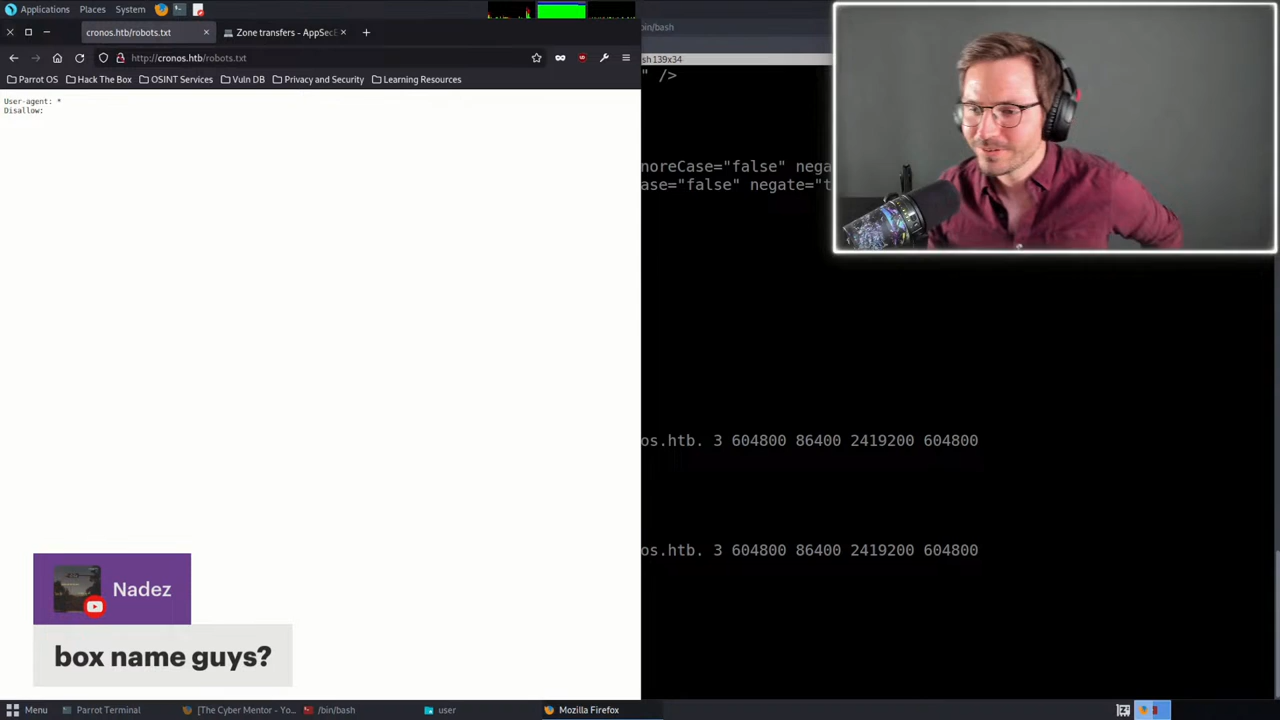 Applications Places System
cronos.htb/robots.txt
Zone transfers - AppSec
http://cronos.htb/robots.txt
Parrot OS Hack The Box OSINT Services Vuln DB Privacy and Security Learning Resources
User-agent: *
Disallow:
bin/bash
sh 139x34
" />
noreCase="false" nega
ase="false" negate="t
os.htb. 3 604800 86400 2419200 604800
os.htb. 3 604800 86400 2419200 604800
Nadez
box name guys?
Menu Parrot Terminal [The Cyber Mentor - Yo... /bin/bash user Mozilla Firefox